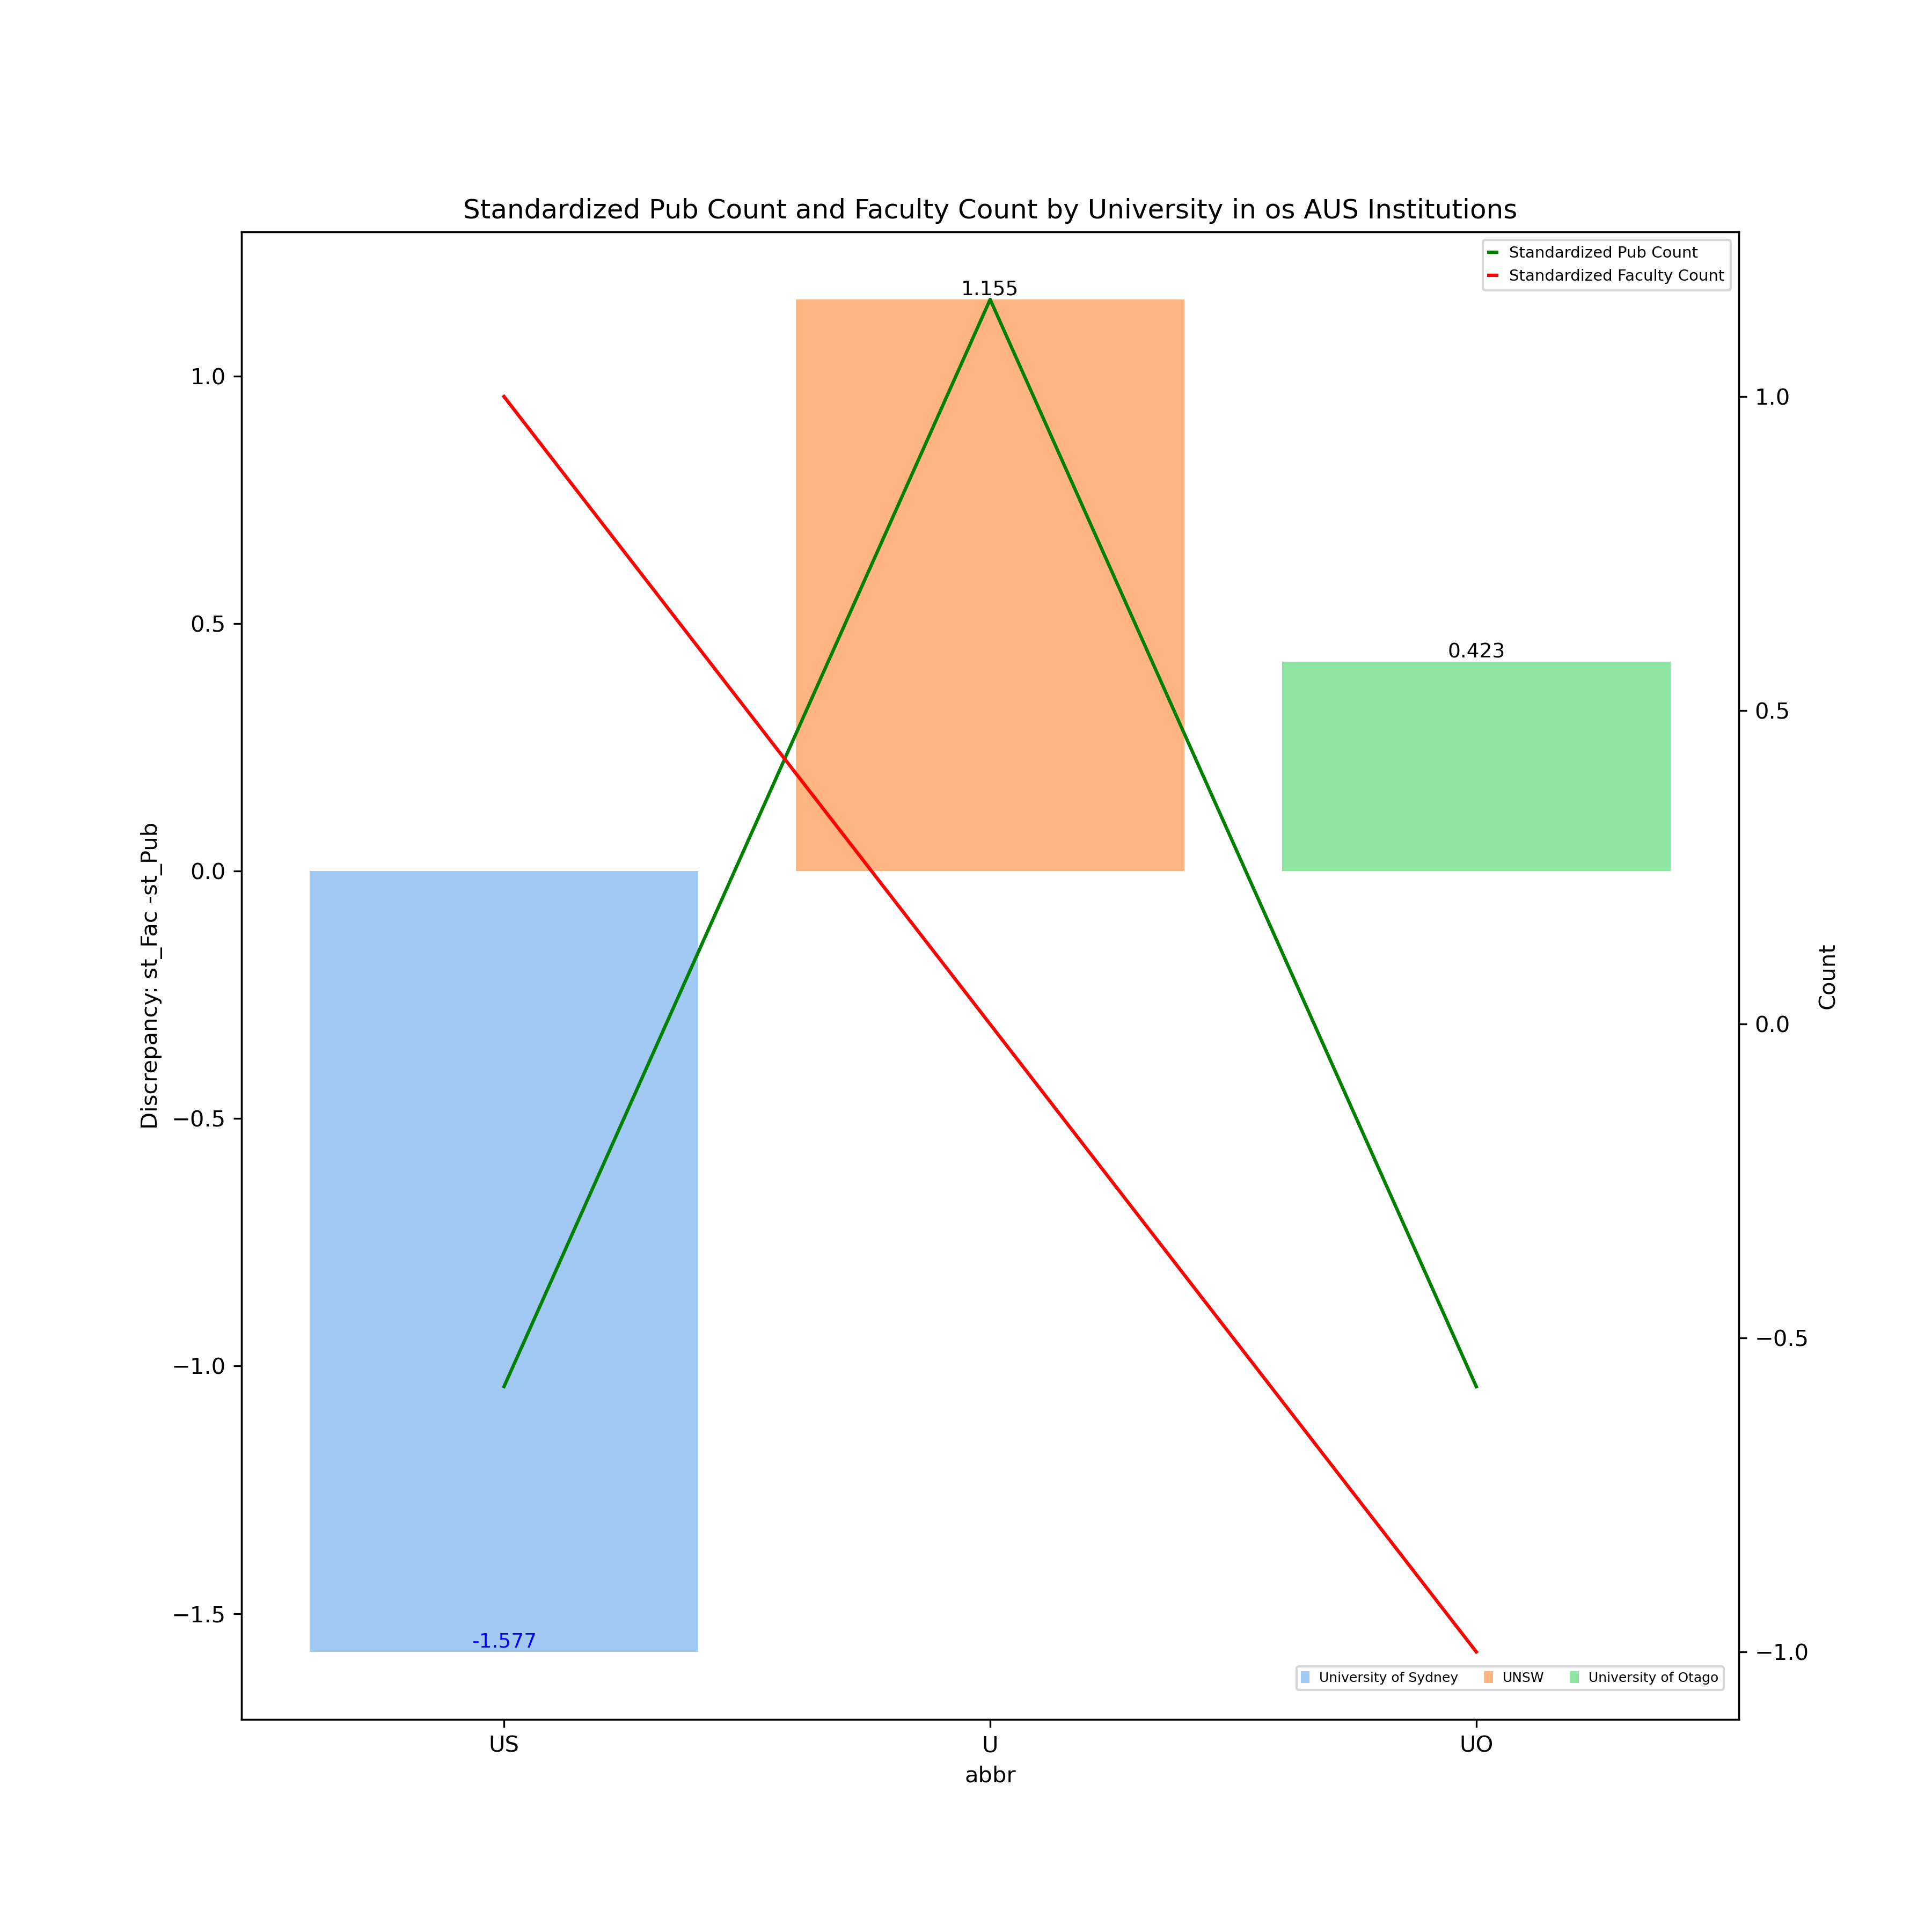 Standardized Pub Count and Faculty Count by University in os AUS Institutions
Standardized Pub Count
Standardized Faculty Count
1.155
0.423
-1.577
1.0
0.5
0.0
−0.5
−1.0
−1.5
Discrepancy: st_Fac -st_Pub
1.0
0.5
0.0
−0.5
−1.0
Count
University of Sydney UNSW University of Otago
US U UO
abbr